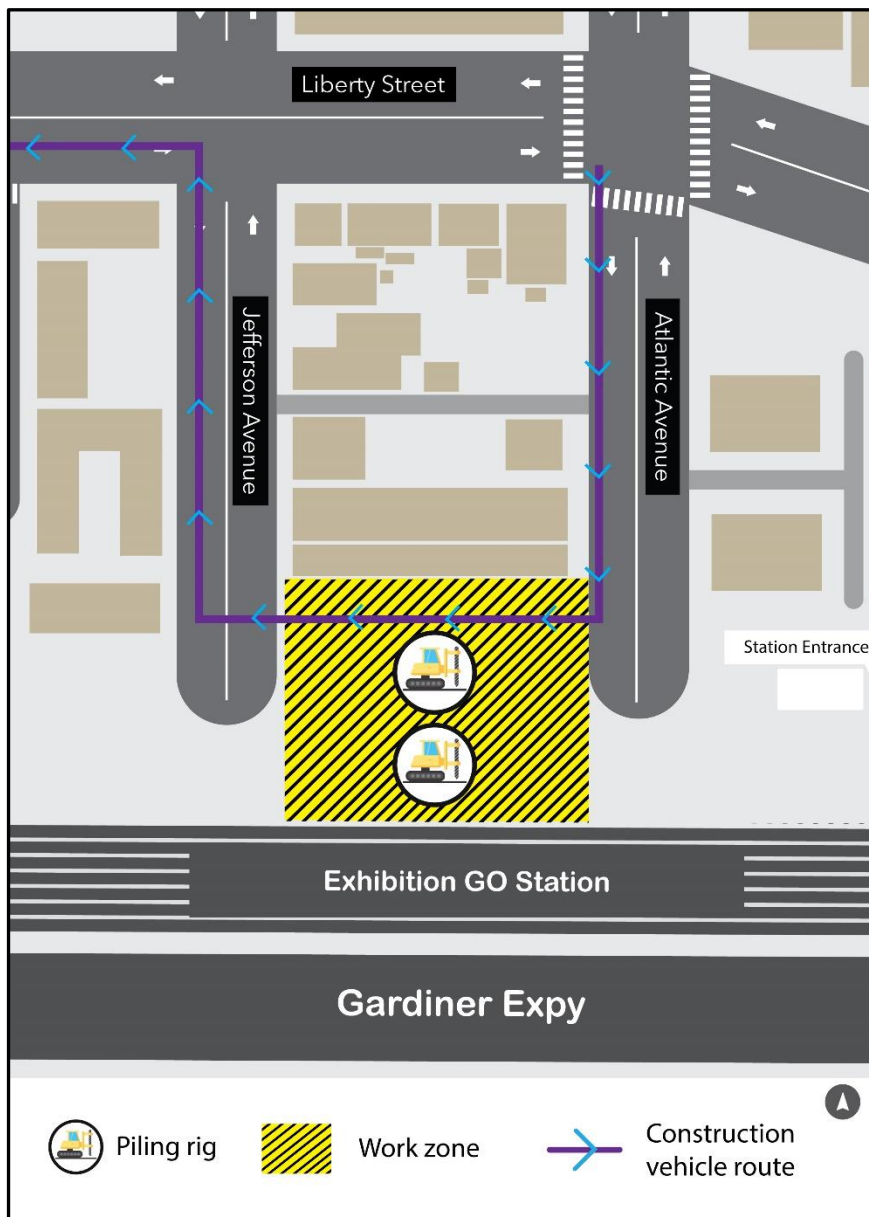 Liberty Street
Jefferson Avenue
Atlantic Avenue
Station Entrance
Exhibition GO Station
Gardiner Expy
Piling rig
Work zone
Construction
vehicle route